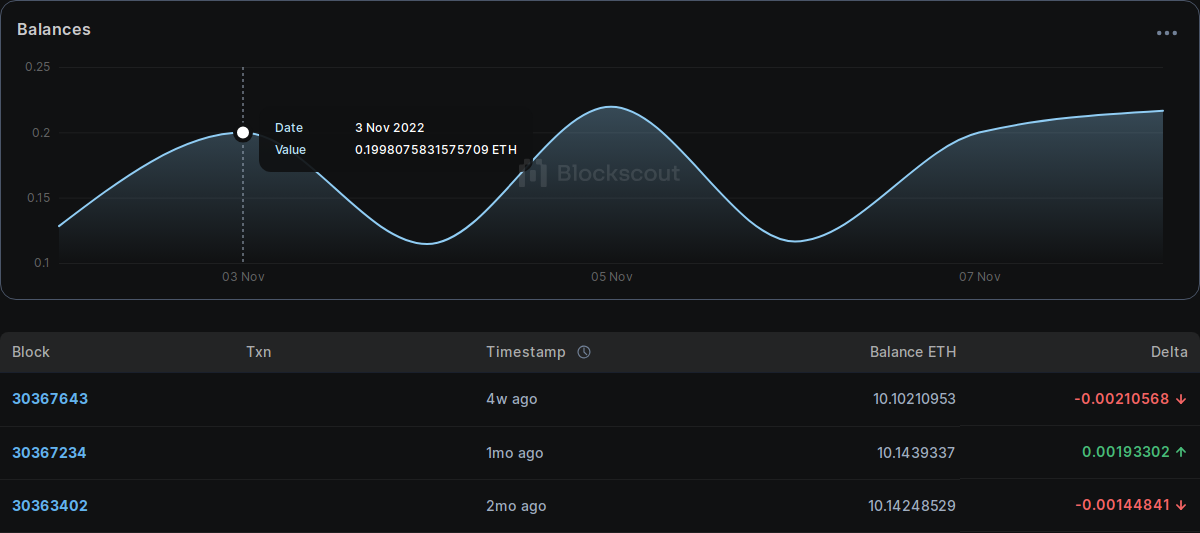 Balances
0.25
0.2
0.15
0.1
Date 3 Nov 2022
Value 0.1998075831575709 ETH
Blockscout
03 Nov 05 Nov 07 Nov
Block Txn Timestamp Balance ETH Delta
30367643 4w ago 10.10210953 -0.00210568
30367234 1mo ago 10.1439337 0.00193302
30363402 2mo ago 10.14248529 -0.00144841